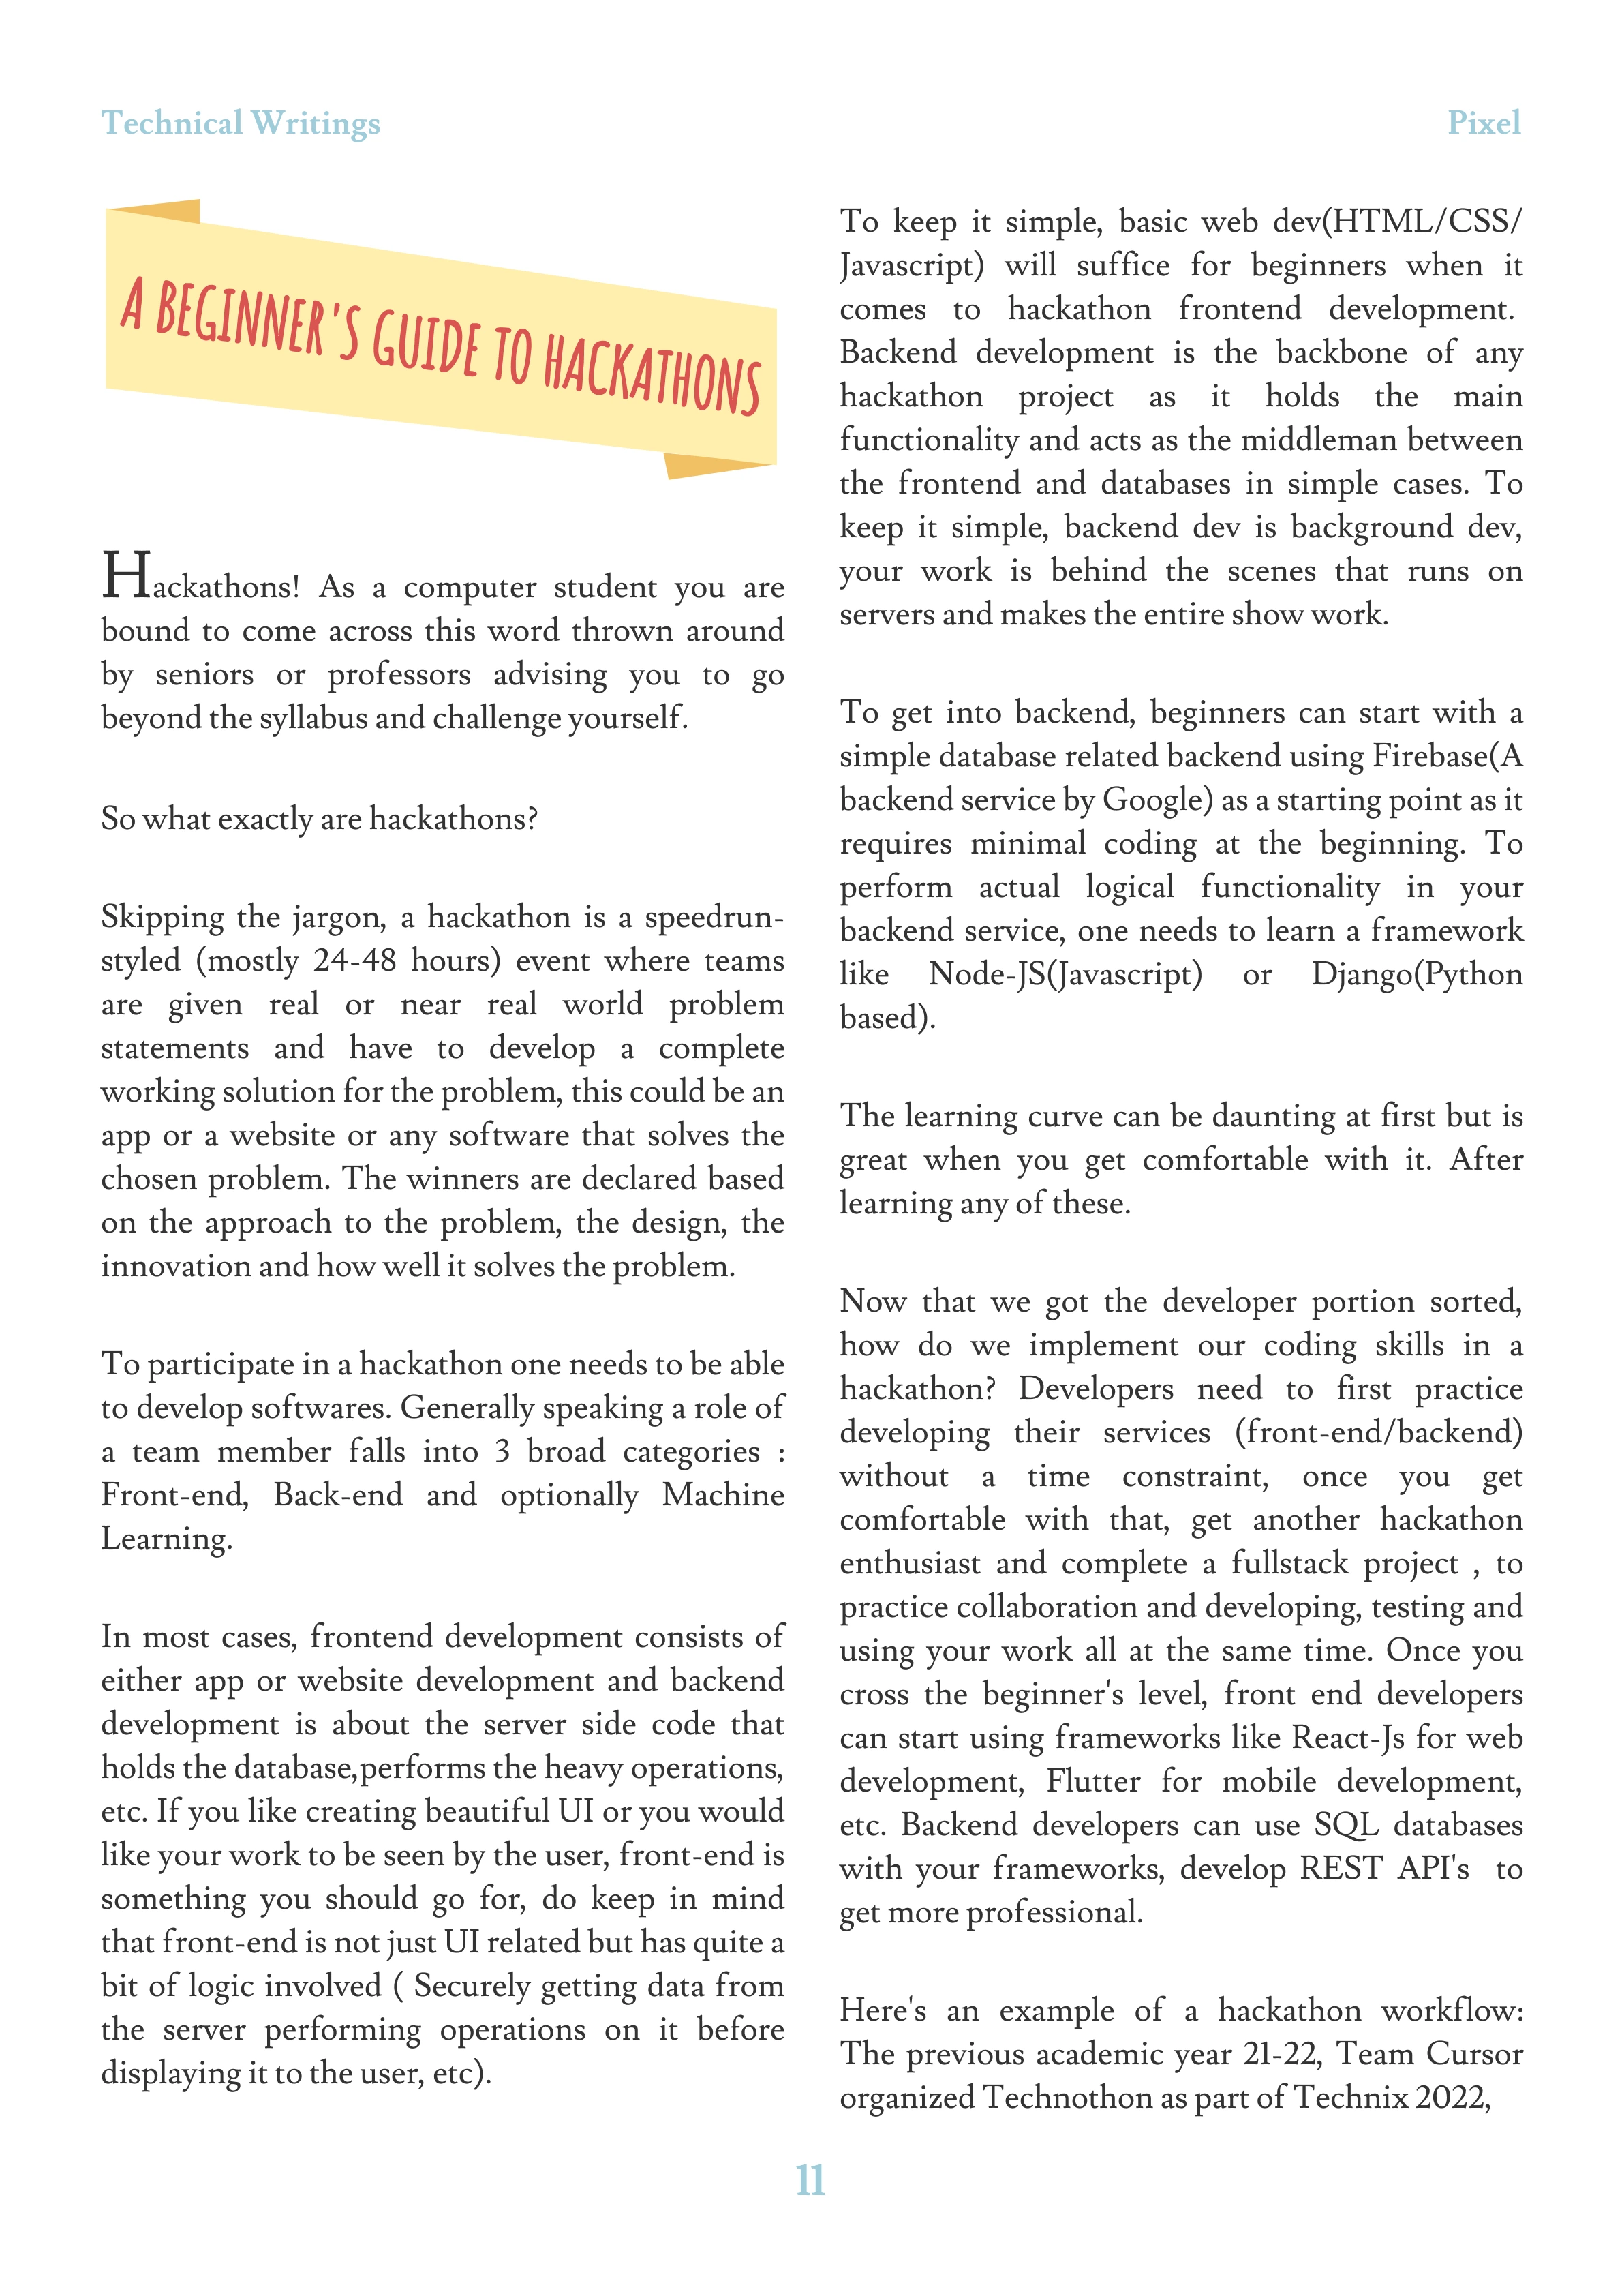 Technical Writings
Pixel
A BEGINNER'S GUIDE TO HACKATHONS
Hackathons! As a computer student you are
bound to come across this word thrown around
by seniors or professors advising you to go
beyond the syllabus and challenge yourself.
So what exactly are hackathons?
Skipping the jargon, a hackathon is a speedrun-
styled (mostly 24-48 hours) event where teams
are given real or near real world problem
statements and have to develop a complete
working solution for the problem, this could be an
app or a website or any software that solves the
chosen problem. The winners are declared based
on the approach to the problem, the design, the
innovation and how well it solves the problem.
To participate in a hackathon one needs to be able
to develop softwares. Generally speaking a role of
a team member falls into 3 broad categories :
Front-end, Back-end and optionally Machine
Learning.
In most cases, frontend development consists of
either app or website development and backend
development is about the server side code that
holds the database,performs the heavy operations,
etc. If you like creating beautiful UI or you would
like your work to be seen by the user, front-end is
something you should go for, do keep in mind
that front-end is not just UI related but has quite a
bit of logic involved ( Securely getting data from
the server performing operations on it before
displaying it to the user, etc).
To keep it simple, basic web dev(HTML/CSS/
Javascript) will suffice for beginners when it
comes to hackathon frontend development.
Backend development is the backbone of any
hackathon project as it holds the main
functionality and acts as the middleman between
the frontend and databases in simple cases. To
keep it simple, backend dev is background dev,
your work is behind the scenes that runs on
servers and makes the entire show work.
To get into backend, beginners can start with a
simple database related backend using Firebase(A
backend service by Google) as a starting point as it
requires minimal coding at the beginning. To
perform actual logical functionality in your
backend service, one needs to learn a framework
like Node-JS(Javascript) or Django(Python
based).
The learning curve can be daunting at first but is
great when you get comfortable with it. After
learning any of these.
Now that we got the developer portion sorted,
how do we implement our coding skills in a
hackathon? Developers need to first practice
developing their services (front-end/backend)
without a time constraint, once you get
comfortable with that, get another hackathon
enthusiast and complete a fullstack project , to
practice collaboration and developing, testing and
using your work all at the same time. Once you
cross the beginner's level, front end developers
can start using frameworks like React-Js for web
development, Flutter for mobile development,
etc. Backend developers can use SQL databases
with your frameworks, develop REST API's to
get more professional.
Here's an example of a hackathon workflow:
The previous academic year 21-22, Team Cursor
organized Technothon as part of Technix 2022,
11